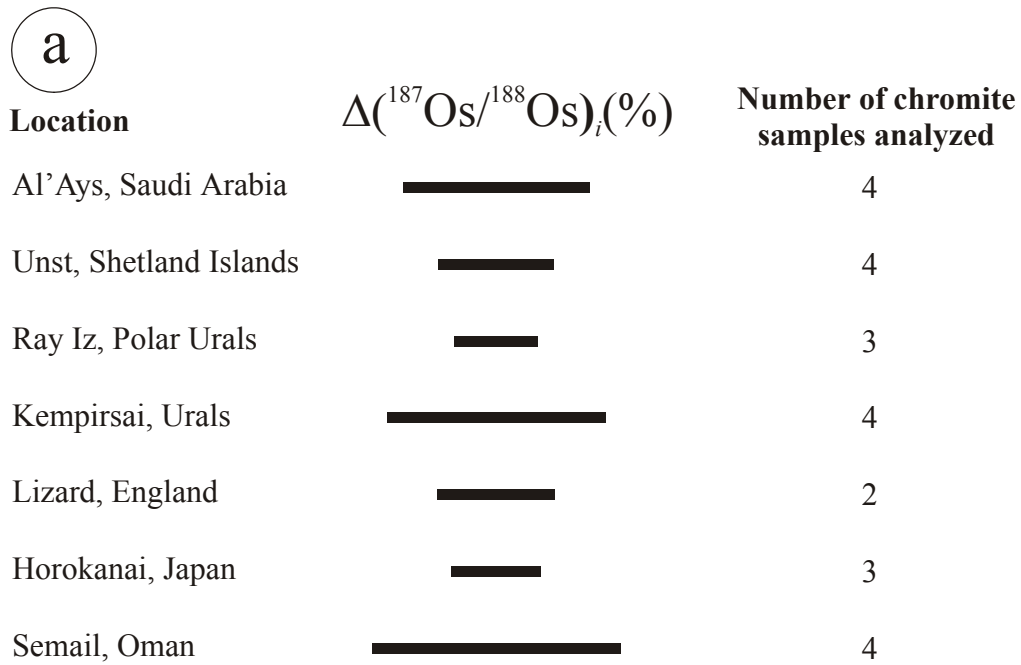 a
Location Δ(¹⁸⁷Os/¹⁸⁸Os)ᵢ(%) Number of chromite
samples analyzed
Al’Ays, Saudi Arabia 4
Unst, Shetland Islands 4
Ray Iz, Polar Urals 3
Kempirsai, Urals 4
Lizard, England 2
Horokanai, Japan 3
Semail, Oman 4